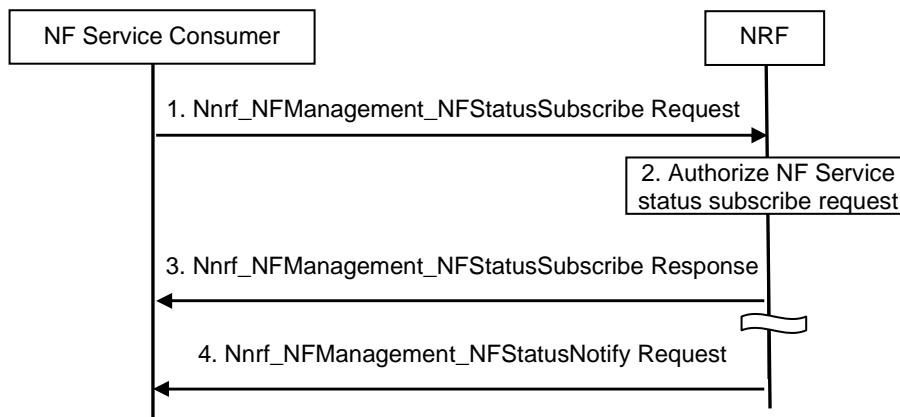 NF Service Consumer
NRF
1. Nnrf_NFManagement_NFStatusSubscribe Request
2. Authorize NF Service
status subscribe request
3. Nnrf_NFManagement_NFStatusSubscribe Response
4. Nnrf_NFManagement_NFStatusNotify Request